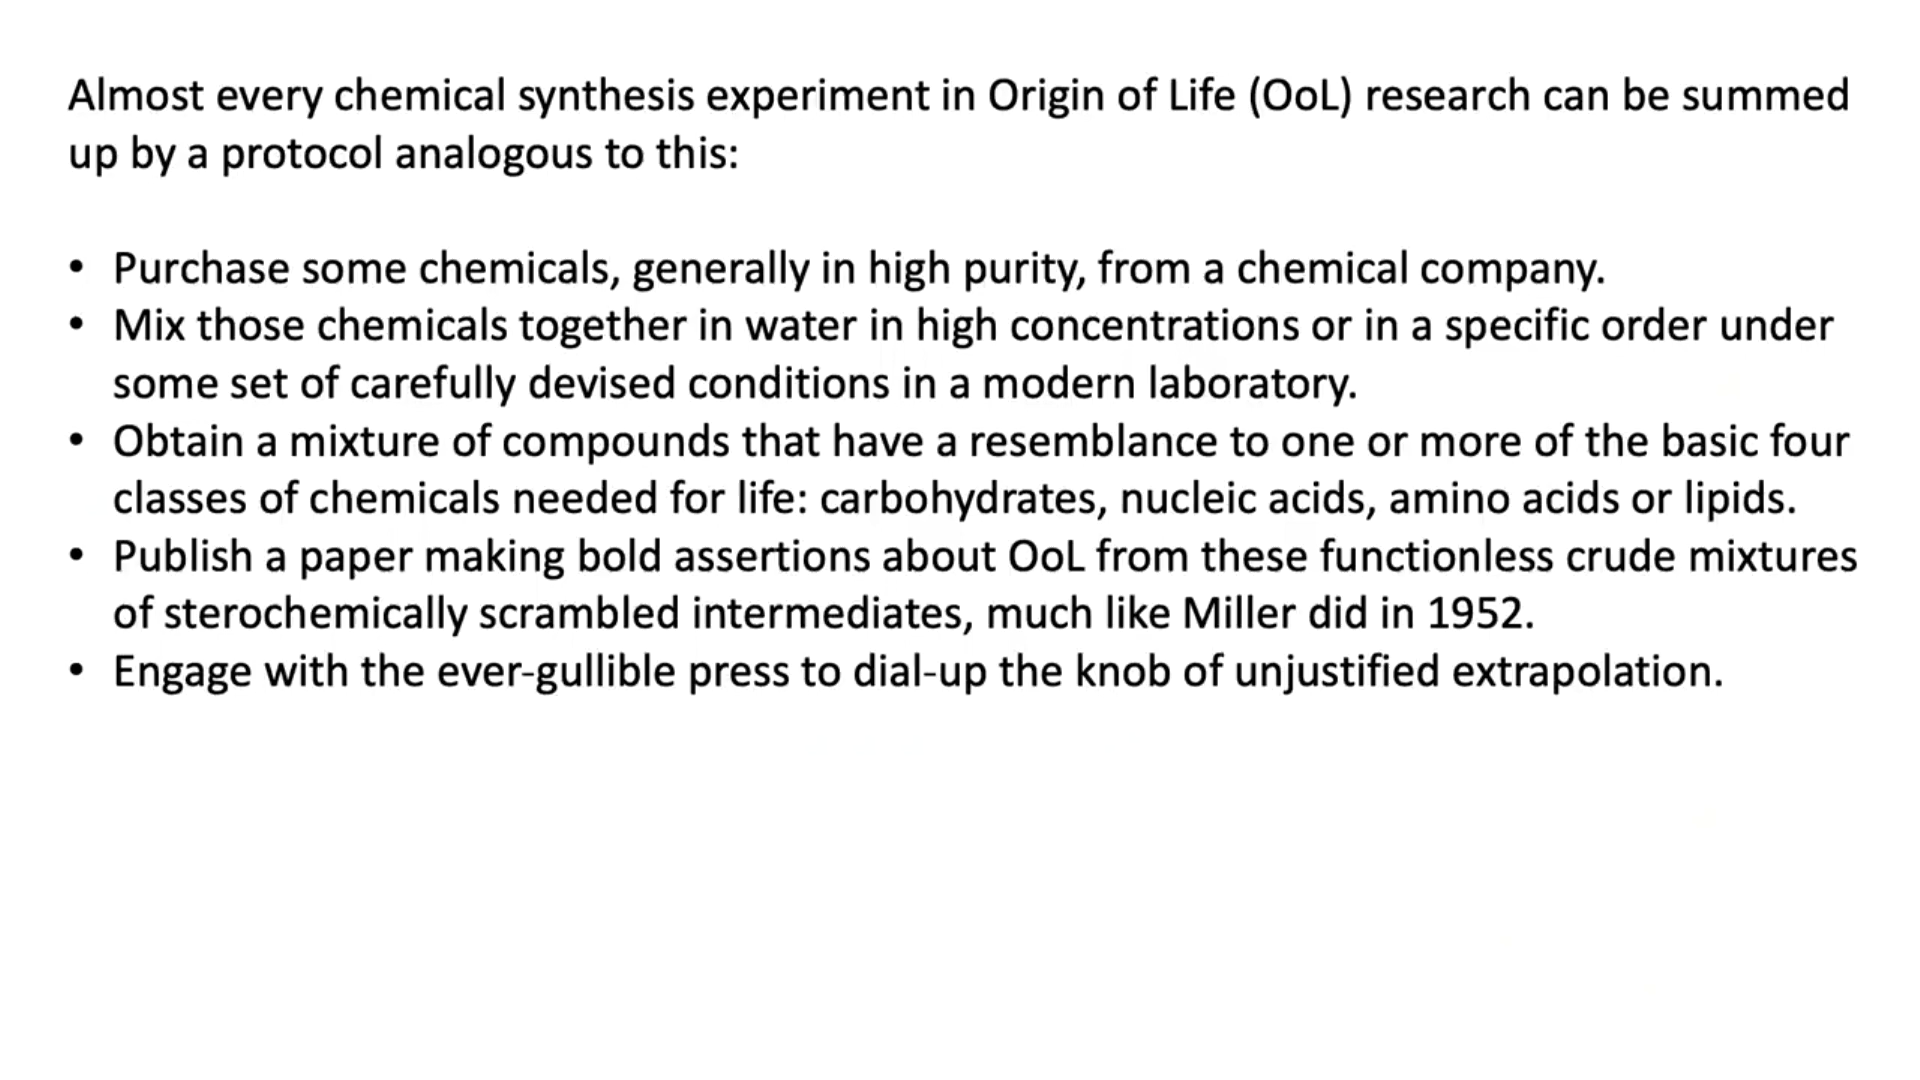 Almost every chemical synthesis experiment in Origin of Life (OoL) research can be summed
up by a protocol analogous to this:
• Purchase some chemicals, generally in high purity, from a chemical company.
• Mix those chemicals together in water in high concentrations or in a specific order under
some set of carefully devised conditions in a modern laboratory.
• Obtain a mixture of compounds that have a resemblance to one or more of the basic four
classes of chemicals needed for life: carbohydrates, nucleic acids, amino acids or lipids.
• Publish a paper making bold assertions about OoL from these functionless crude mixtures
of sterochemically scrambled intermediates, much like Miller did in 1952.
• Engage with the ever-gullible press to dial-up the knob of unjustified extrapolation.